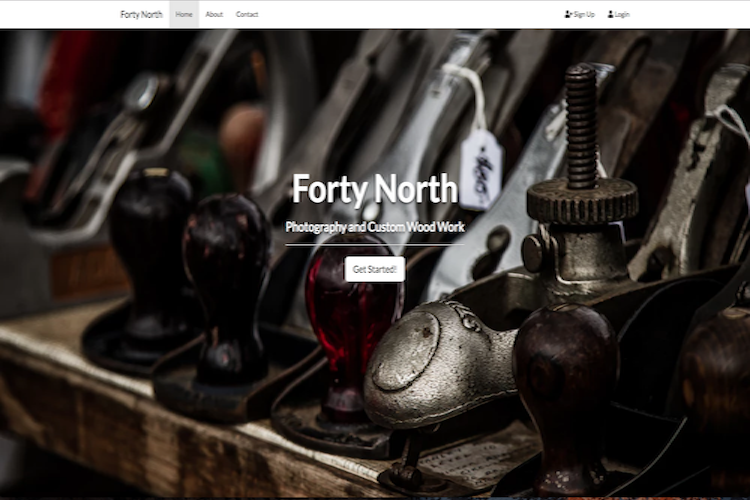 Forty North Home About Contact Sign Up Login
Forty North
Photography and Custom Wood Work
Get Started!